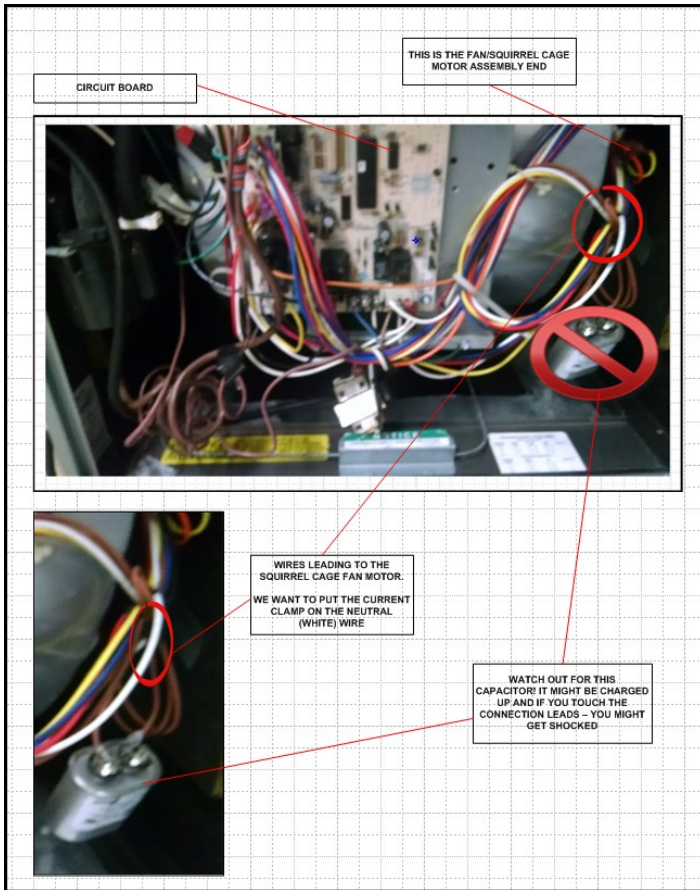 THIS IS THE FAN/SQUIRREL CAGE
MOTOR ASSEMBLY END
CIRCUIT BOARD
WIRES LEADING TO THE
SQUIRREL CAGE FAN MOTOR.
WE WANT TO PUT THE CURRENT
CLAMP ON THE NEUTRAL
(WHITE) WIRE
WATCH OUT FOR THIS
CAPACITOR! IT MIGHT BE CHARGED
UP AND IF YOU TOUCH THE
CONNECTION LEADS – YOU MIGHT
GET SHOCKED